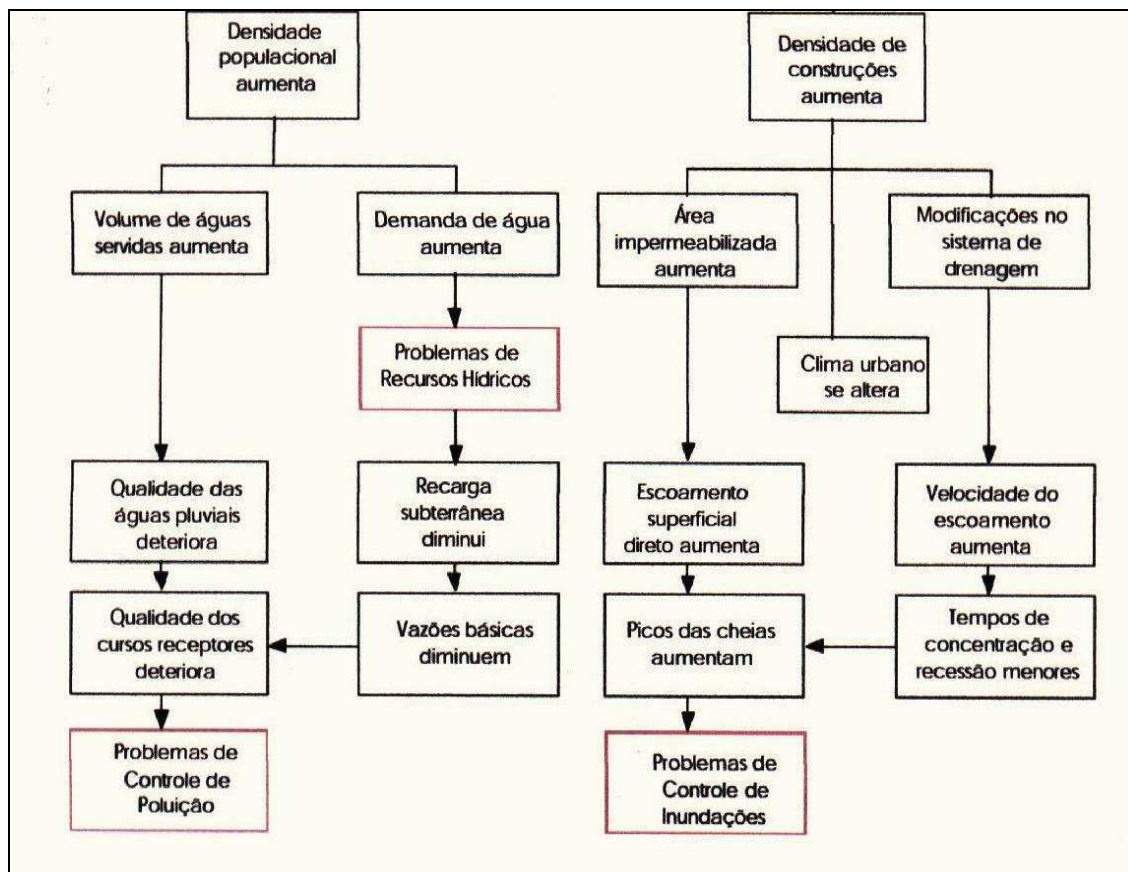 Densidade
populacional
aumenta
Densidade de
construções
aumenta
Volume de águas
servidas aumenta
Demanda de água
aumenta
Área
impermeabilizada
aumenta
Modificações no
sistema de
drenagem
Problemas de
Recursos Hídricos
Clima urbano
se altera
Qualidade das
águas pluviais
deteriora
Recarga
subterrânea
diminui
Escoamento
superficial
direto aumenta
Velocidade do
escoamento
aumenta
Qualidade dos
cursos receptores
deteriora
Vazões básicas
diminuem
Picos das cheias
aumentam
Tempos de
concentração e
recessão menores
Problemas de
Controle de
Poluição
Problemas de
Controle de
Inundações